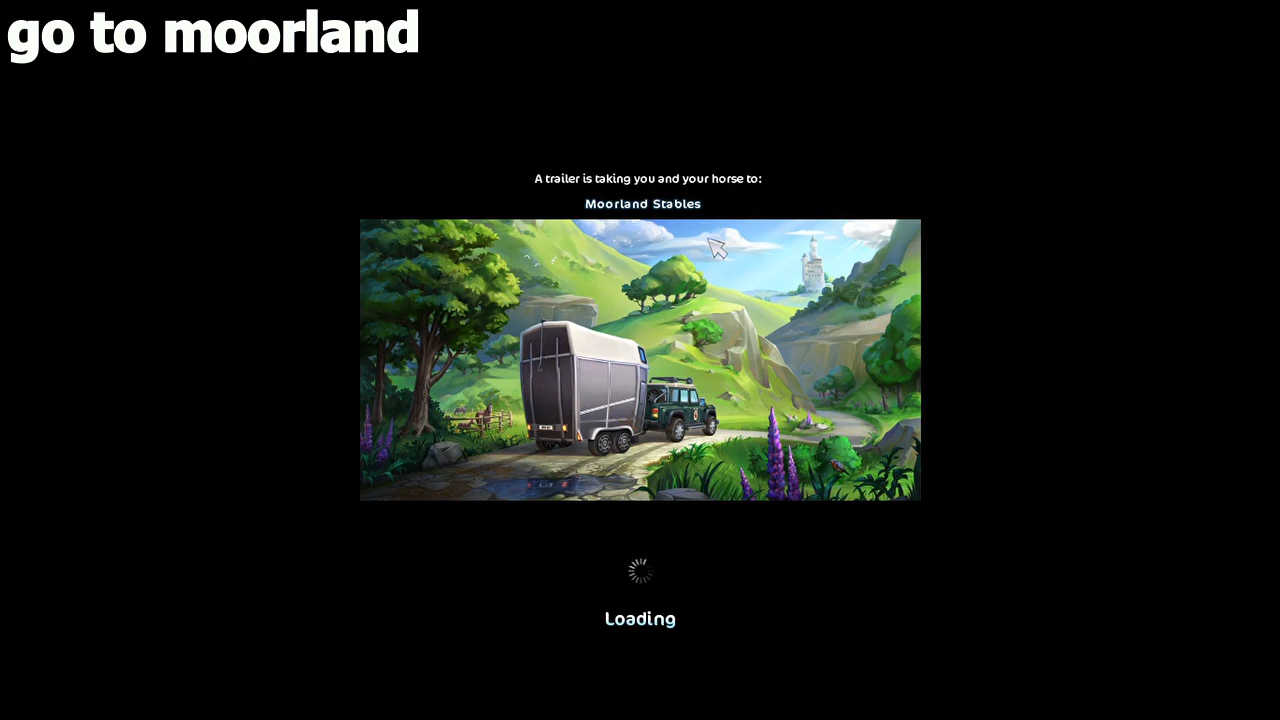 go to moorland
A trailer is taking you and your horse to:
Moorland Stables
Loading